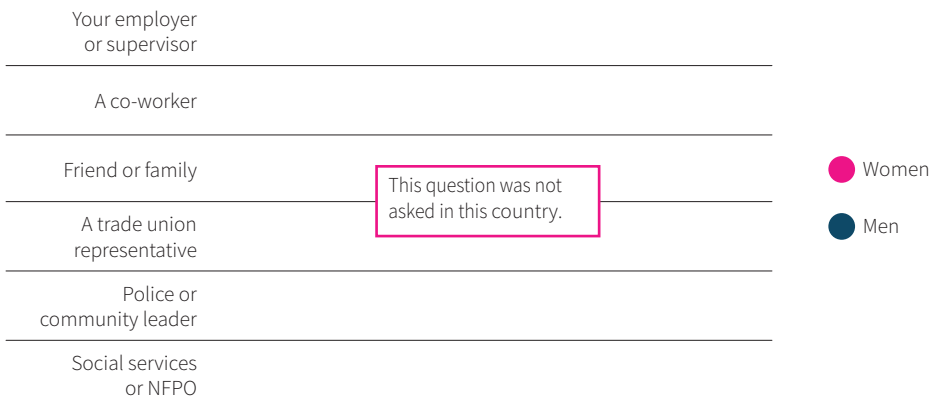 Your employer
or supervisor
A co-worker
Friend or family
This question was not
asked in this country.
A trade union
representative
Police or
community leader
Social services
or NFPO
Women
Men